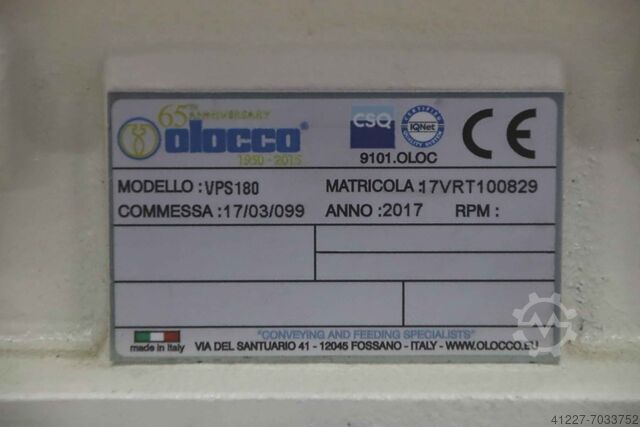 65TH ANNIVERSARY
olocco
1950 - 2015
CSQ
CERTIFIED
IQNet
9101.OLOC
CE
MODELLO : VPS180
MATRICOLA : 17VRT100829
COMMESSA : 17/03/099
ANNO : 2017
RPM :
"CONVEYING AND FEEDING SPECIALISTS"
made in Italy
VIA DEL SANTUARIO 41 - 12045 FOSSANO - ITALY - WWW.OLOCCO.EU
41227-7033752